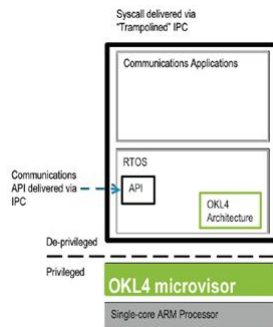 Syscall delivered via
"Trampolined" IPC
Communications Applications
RTOS
Communications
API delivered via
IPC
API
OKL4
Architecture
De-privileged
Privileged
OKL4 microvisor
Single-core ARM Processor